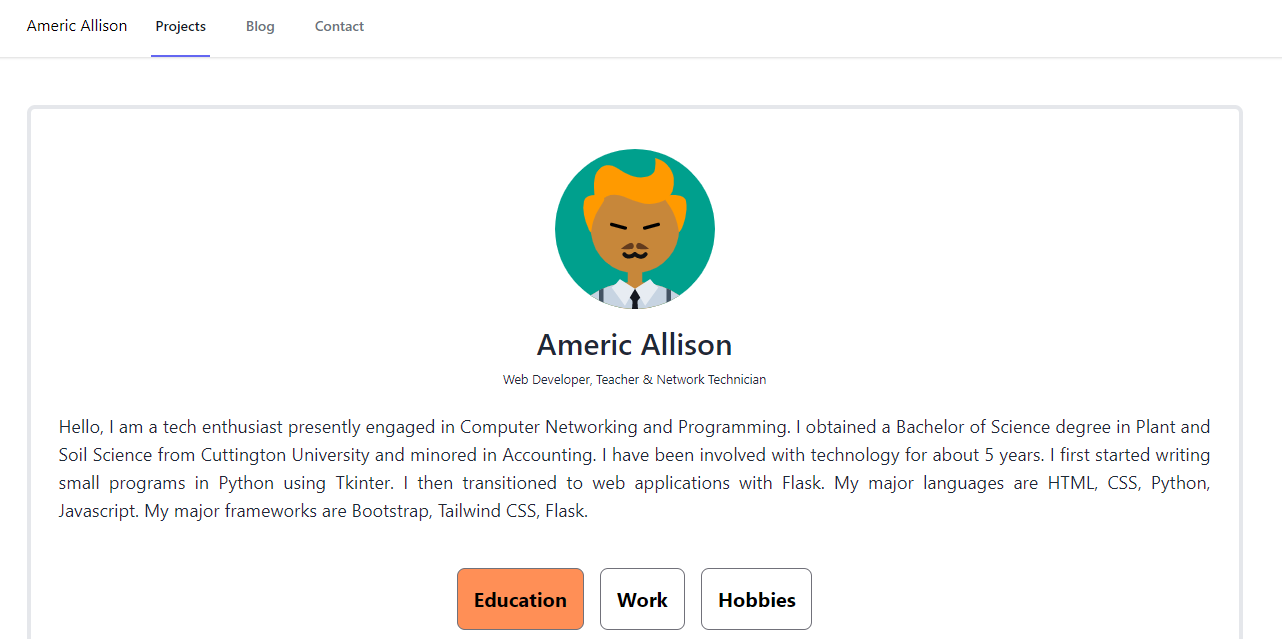 Americ Allison Projects Blog Contact
Americ Allison
Web Developer, Teacher & Network Technician
Hello, I am a tech enthusiast presently engaged in Computer Networking and Programming. I obtained a Bachelor of Science degree in Plant and
Soil Science from Cuttington University and minored in Accounting. I have been involved with technology for about 5 years. I first started writing
small programs in Python using Tkinter. I then transitioned to web applications with Flask. My major languages are HTML, CSS, Python,
Javascript. My major frameworks are Bootstrap, Tailwind CSS, Flask.
Education Work Hobbies